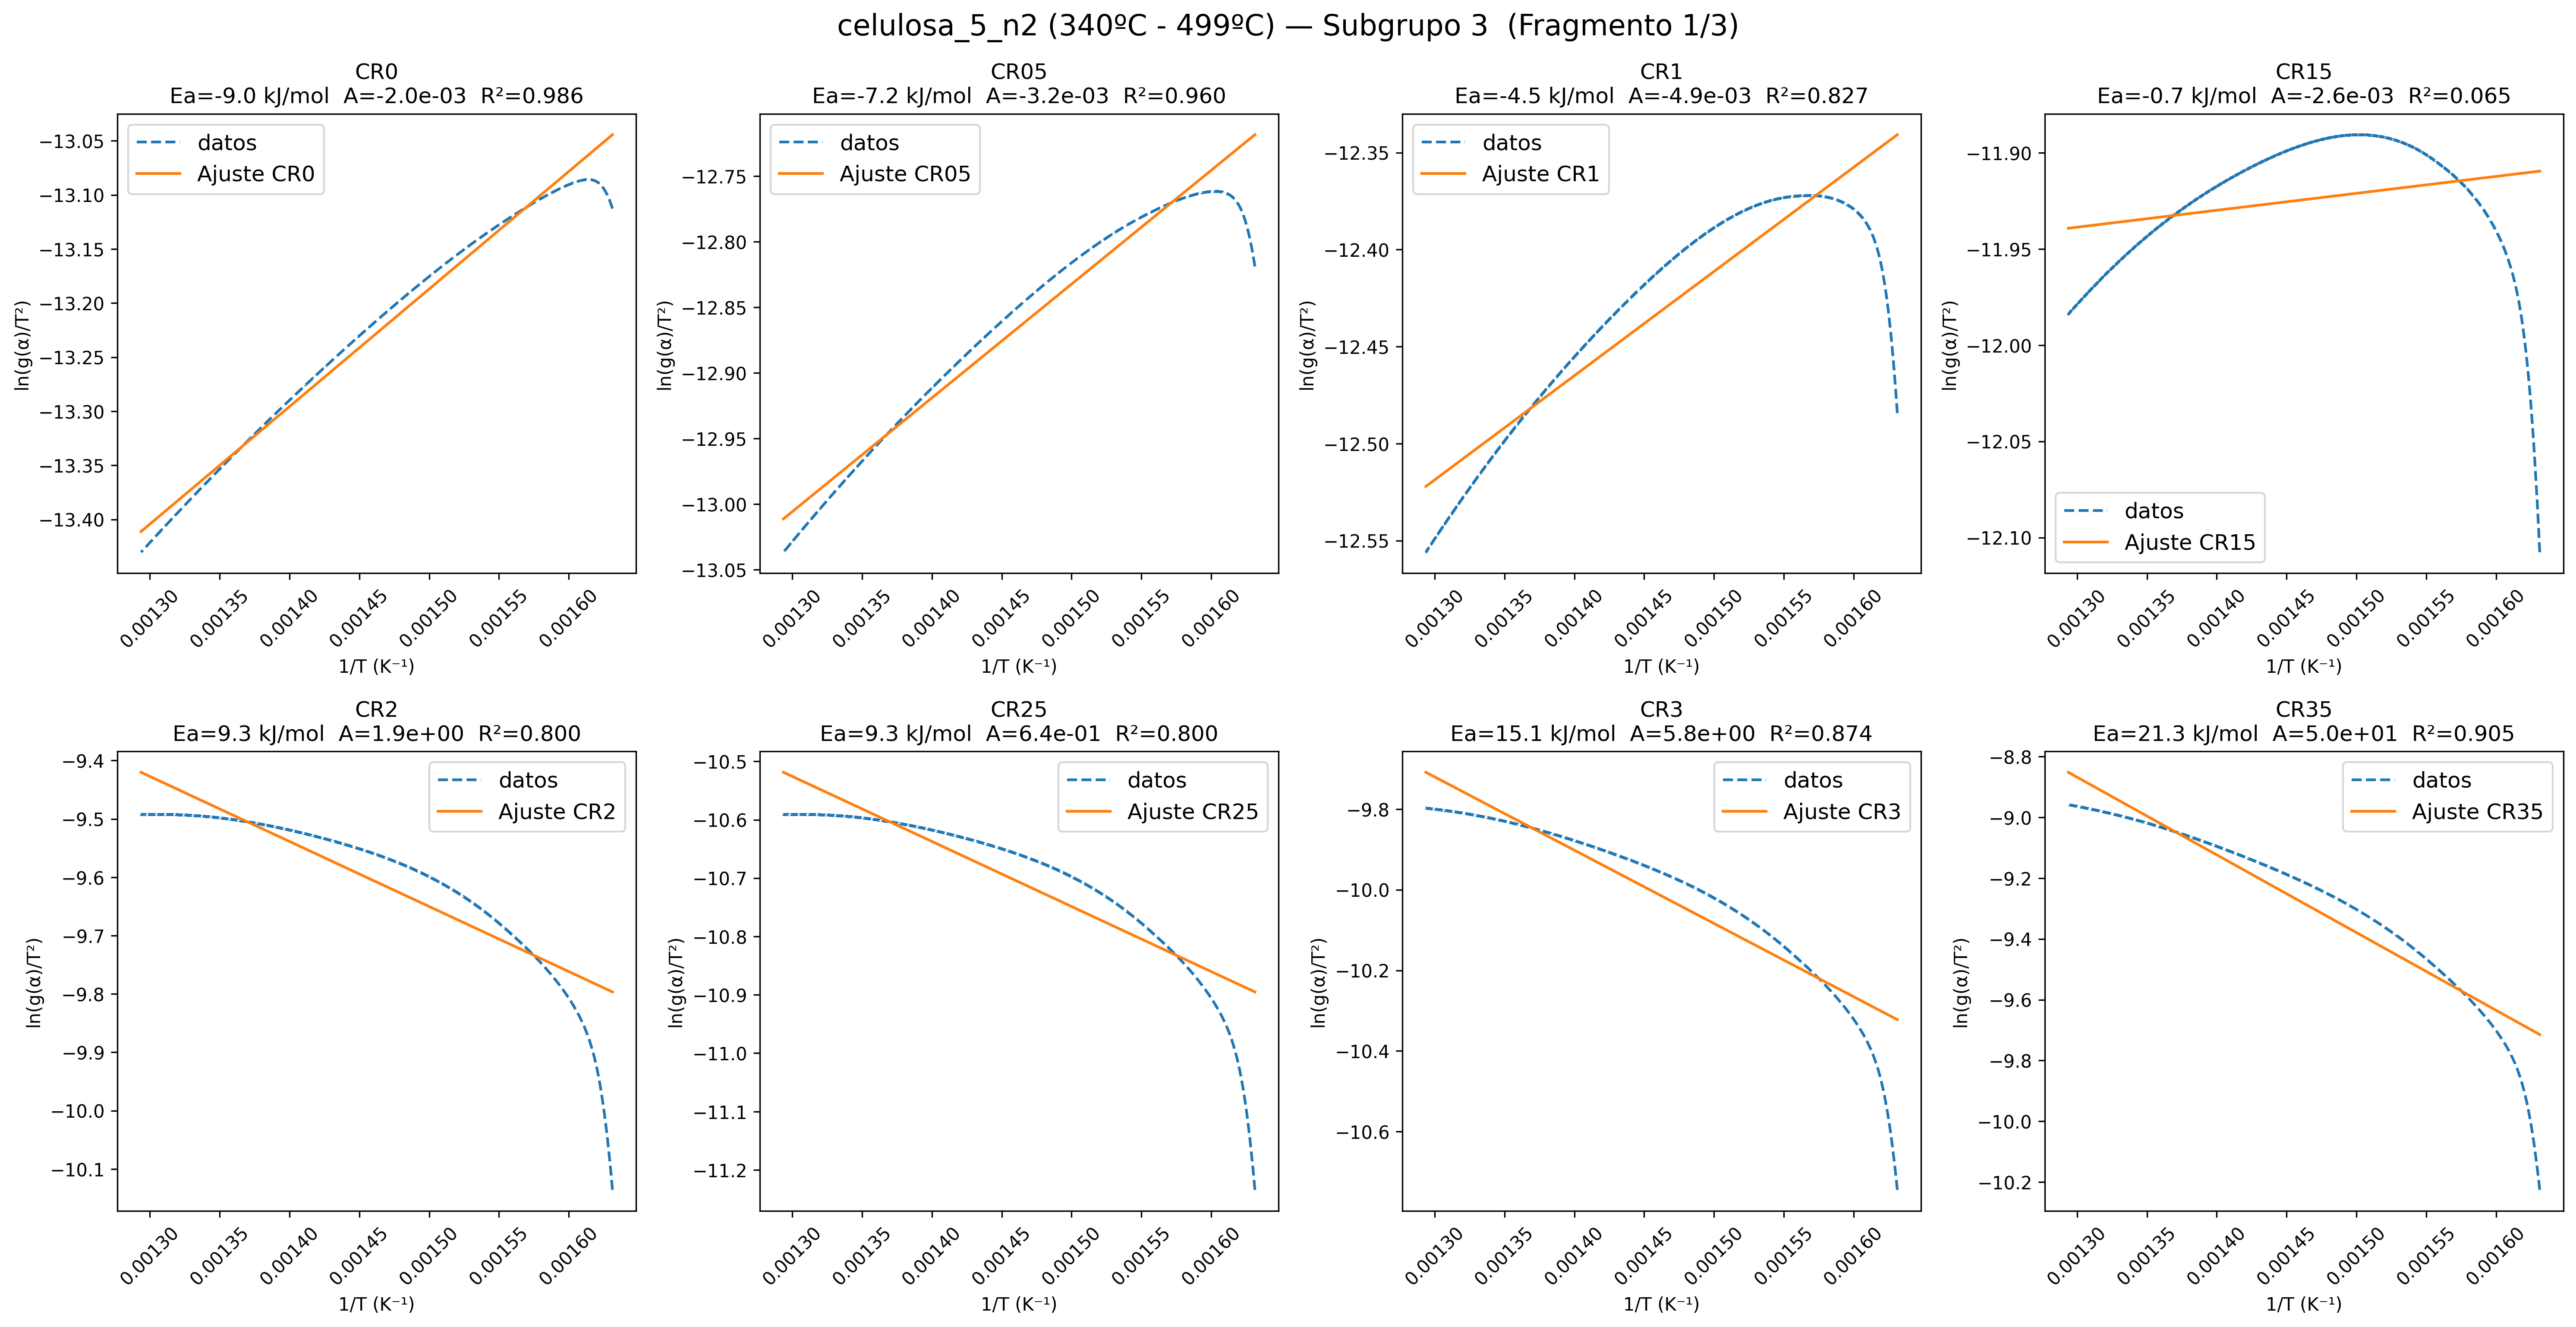 celulosa_5_n2 (340ºC - 499ºC) — Subgrupo 3  (Fragmento 1/3)
CR0
Ea=-9.0 kJ/mol  A=-2.0e-03  R²=0.986
datos
Ajuste CR0
−13.05
−13.10
−13.15
−13.20
−13.25
−13.30
−13.35
−13.40
ln(g(α)/T²)
0.00130
0.00135
0.00140
0.00145
0.00150
0.00155
0.00160
1/T (K⁻¹)
CR05
Ea=-7.2 kJ/mol  A=-3.2e-03  R²=0.960
datos
Ajuste CR05
−12.75
−12.80
−12.85
−12.90
−12.95
−13.00
−13.05
ln(g(α)/T²)
0.00130
0.00135
0.00140
0.00145
0.00150
0.00155
0.00160
1/T (K⁻¹)
CR1
Ea=-4.5 kJ/mol  A=-4.9e-03  R²=0.827
datos
Ajuste CR1
−12.35
−12.40
−12.45
−12.50
−12.55
ln(g(α)/T²)
0.00130
0.00135
0.00140
0.00145
0.00150
0.00155
0.00160
1/T (K⁻¹)
CR15
Ea=-0.7 kJ/mol  A=-2.6e-03  R²=0.065
−11.90
−11.95
−12.00
−12.05
−12.10
datos
Ajuste CR15
ln(g(α)/T²)
0.00130
0.00135
0.00140
0.00145
0.00150
0.00155
0.00160
1/T (K⁻¹)
CR2
Ea=9.3 kJ/mol  A=1.9e+00  R²=0.800
datos
Ajuste CR2
−9.4
−9.5
−9.6
−9.7
−9.8
−9.9
−10.0
−10.1
ln(g(α)/T²)
0.00130
0.00135
0.00140
0.00145
0.00150
0.00155
0.00160
1/T (K⁻¹)
CR25
Ea=9.3 kJ/mol  A=6.4e-01  R²=0.800
datos
Ajuste CR25
−10.5
−10.6
−10.7
−10.8
−10.9
−11.0
−11.1
−11.2
ln(g(α)/T²)
0.00130
0.00135
0.00140
0.00145
0.00150
0.00155
0.00160
1/T (K⁻¹)
CR3
Ea=15.1 kJ/mol  A=5.8e+00  R²=0.874
datos
Ajuste CR3
−9.8
−10.0
−10.2
−10.4
−10.6
ln(g(α)/T²)
0.00130
0.00135
0.00140
0.00145
0.00150
0.00155
0.00160
1/T (K⁻¹)
CR35
Ea=21.3 kJ/mol  A=5.0e+01  R²=0.905
datos
Ajuste CR35
−8.8
−9.0
−9.2
−9.4
−9.6
−9.8
−10.0
−10.2
ln(g(α)/T²)
0.00130
0.00135
0.00140
0.00145
0.00150
0.00155
0.00160
1/T (K⁻¹)